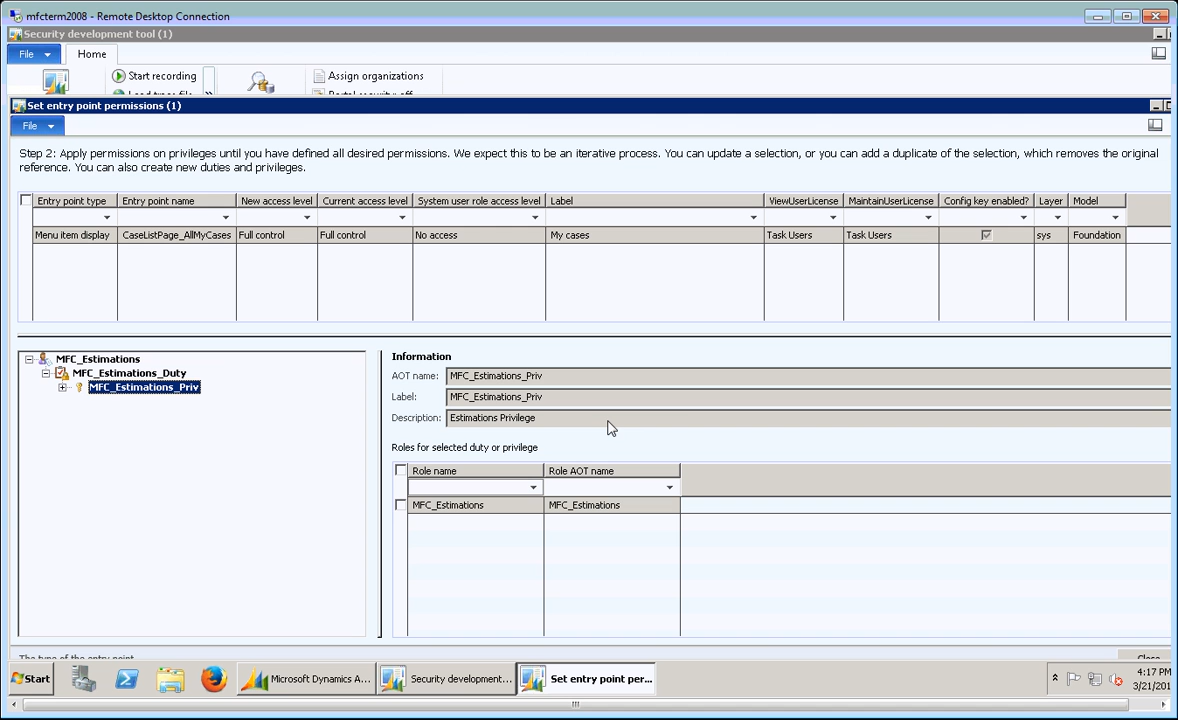 mfcterm2008 - Remote Desktop Connection
Security development tool (1)
File Home
Start recording Assign organizations
»
Set entry point permissions (1)
File
Step 2: Apply permissions on privileges until you have defined all desired permissions. We expect this to be an iterative process. You can update a selection, or you can add a duplicate of the selection, which removes the original
reference. You can also create new duties and privileges.
Entry point type Entry point name New access level Current access level System user role access level Label ViewUserLicense MaintainUserLicense Config key enabled? Layer Model
Menu item display CaseListPage_AllMyCases Full control Full control No access My cases Task Users Task Users sys Foundation
MFC_Estimations
MFC_Estimations_Duty
MFC_Estimations_Priv
Information
AOT name: MFC_Estimations_Priv
Label: MFC_Estimations_Priv
Description: Estimations Privilege
Roles for selected duty or privilege
Role name Role AOT name
MFC_Estimations MFC_Estimations
The type of the entry point Close
Start Microsoft Dynamics A... Security development... Set entry point per... 4:17 PM
3/21/201